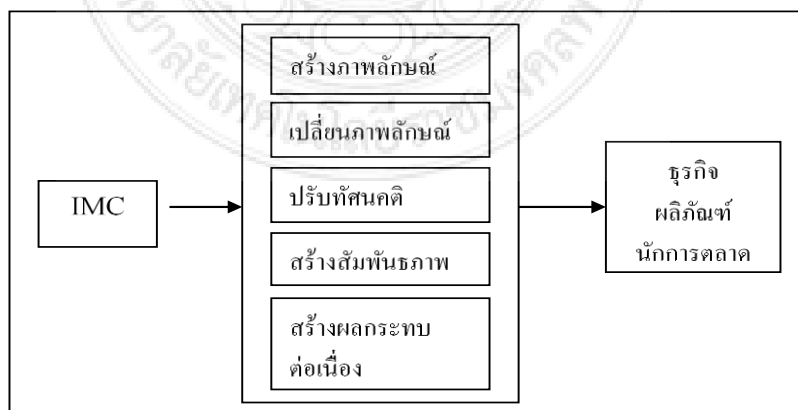 สร้างภาพลักษณ์
เปลี่ยนภาพลักษณ์
IMC
ปรับทัศนคติ
สร้างสัมพันธภาพ
สร้างผลกระทบ
ต่อเนื่อง
ธุรกิจ
ผลิภัณฑ์
นักการตลาด